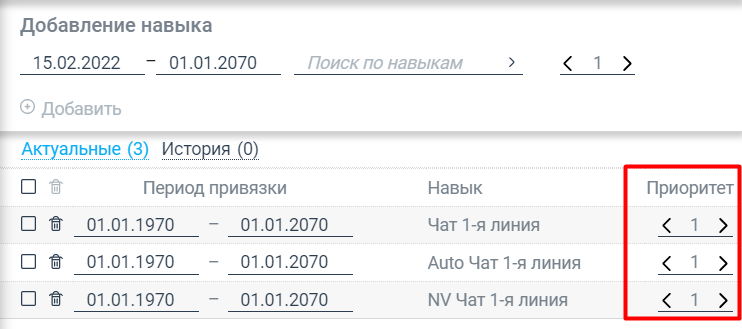 Добавление навыка
15.02.2022 – 01.01.2070 Поиск по навыкам 1
Добавить
Актуальные (3) История (0)
Период привязки Навык Приоритет
01.01.1970 – 01.01.2070 Чат 1-я линия 1
01.01.1970 – 01.01.2070 Auto Чат 1-я линия 1
01.01.1970 – 01.01.2070 NV Чат 1-я линия 1